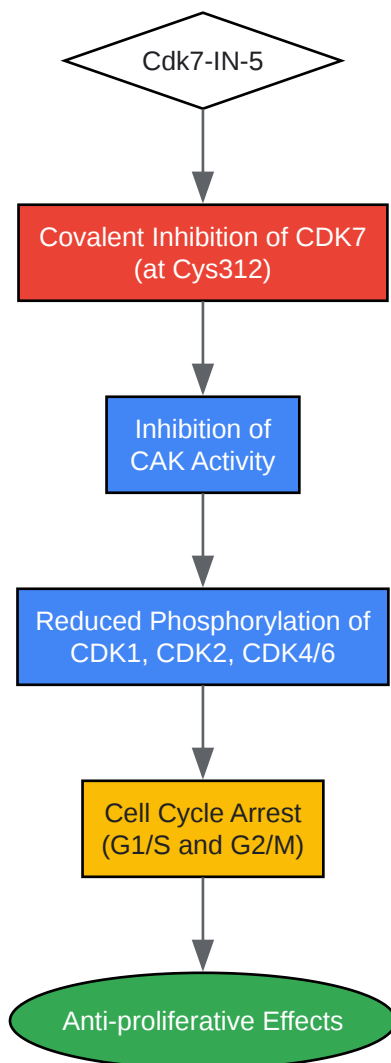 Cdk7-IN-5
Covalent Inhibition of CDK7
(at Cys312)
Inhibition of
CAK Activity
Reduced Phosphorylation of
CDK1, CDK2, CDK4/6
Cell Cycle Arrest
(G1/S and G2/M)
Anti-proliferative Effects